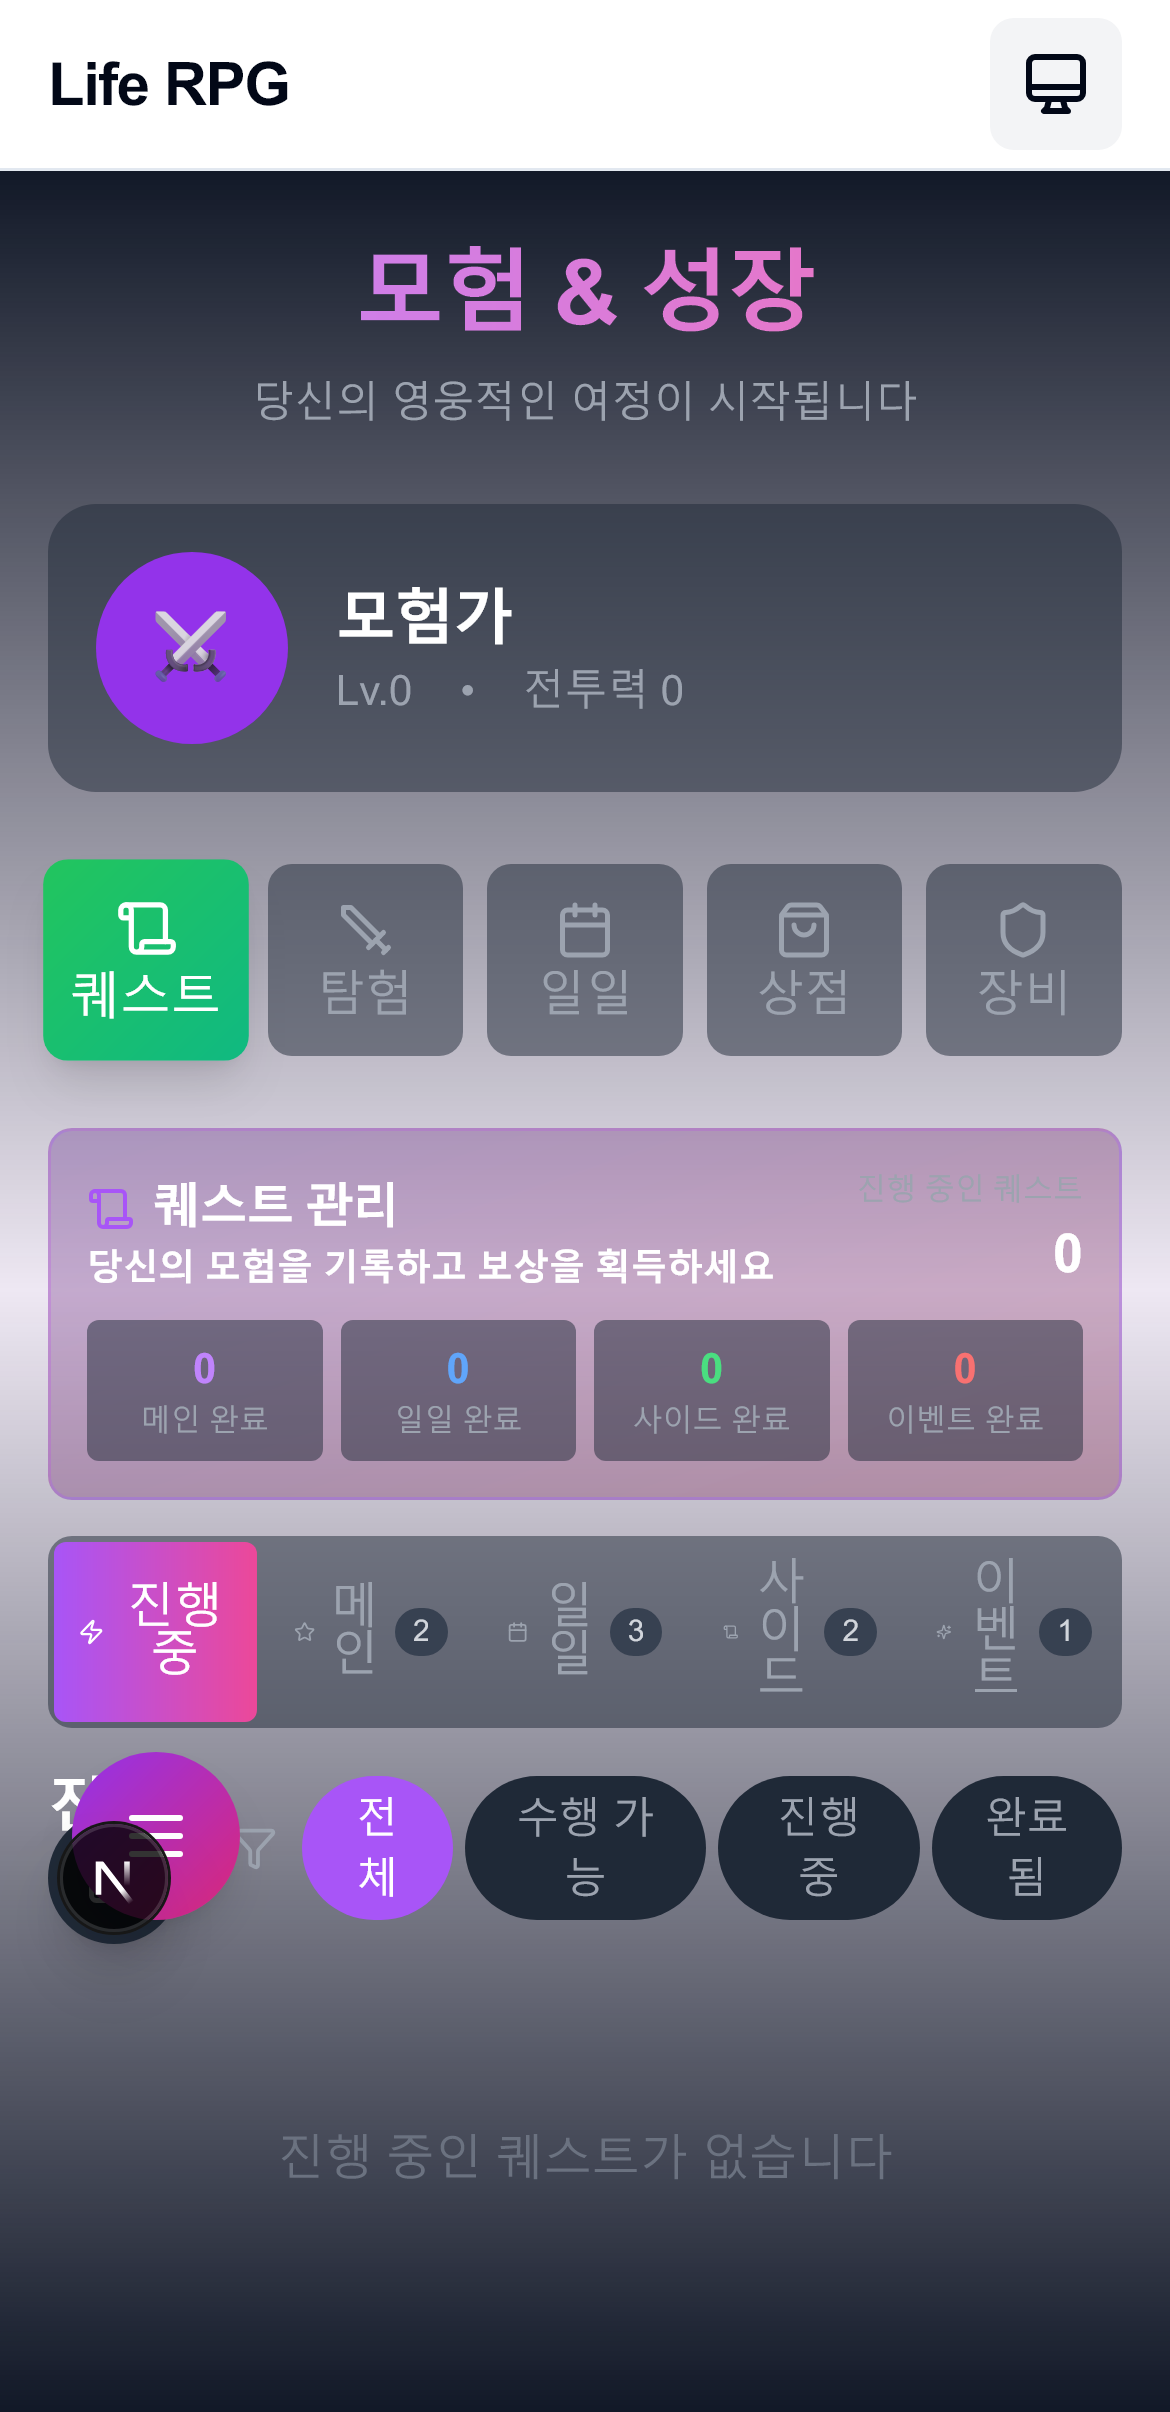 Life RPG
모험 & 성장
당신의 영웅적인 여정이 시작됩니다
모험가
Lv.0 • 전투력 0
퀘스트
탐험
일일
상점
장비
퀘스트 관리
당신의 모험을 기록하고 보상을 획득하세요
진행 중인 퀘스트
0
0
메인 완료
0
일일 완료
0
사이드 완료
0
이벤트 완료
진행
중
메
인
2
일
일
3
사
이
드
2
이
벤
트
1
N
전
체
수행 가
능
진행
중
완료
됨
진행 중인 퀘스트가 없습니다